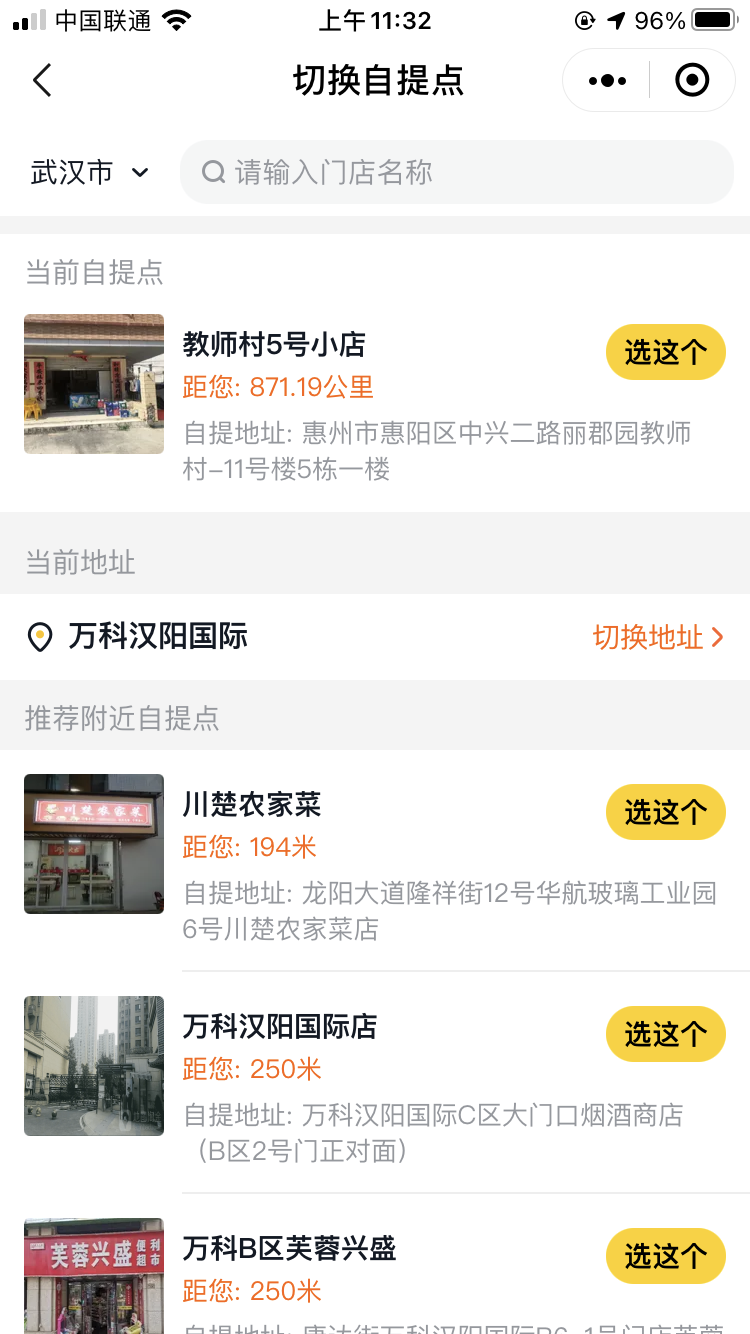 中国联通
上午11:32
96%
切换自提点
武汉市
请输入门店名称
当前自提点
教师村5号小店
选这个
距您: 871.19公里
自提地址: 惠州市惠阳区中兴二路丽郡园教师
村-11号楼5栋一楼
当前地址
万科汉阳国际
切换地址
推荐附近自提点
川楚农家菜
川楚农家菜
选这个
距您: 194米
自提地址: 龙阳大道隆祥街12号华航玻璃工业园
6号川楚农家菜店
万科汉阳国际店
选这个
距您: 250米
自提地址: 万科汉阳国际C区大门口烟酒商店
（B区2号门正对面）
芙蓉兴盛
便利
超市
万科B区芙蓉兴盛
选这个
距您: 250米